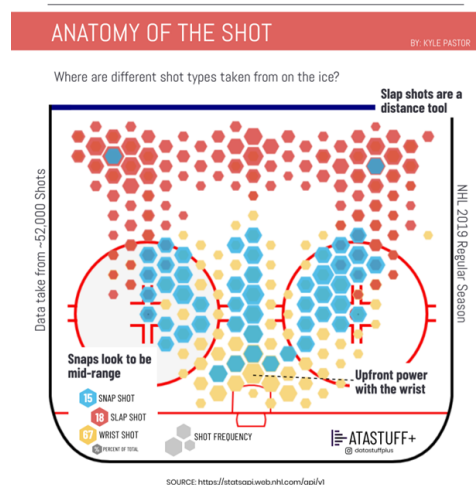 ANATOMY OF THE SHOT
BY: KYLE PASTOR
Where are different shot types taken from on the ice?
Slap shots are a
distance tool
Data take from ~52,000 Shots
NHL 2019 Regular Season
Snaps look to be
mid-range
15 SNAP SHOT
18 SLAP SHOT
67 WRIST SHOT
% PERCENT OF TOTAL
SHOT FREQUENCY
Upfront power
with the wrist
ATASTUFF+
datastuffplus
SOURCE: https://statsapi.web.nhl.com/api/v1